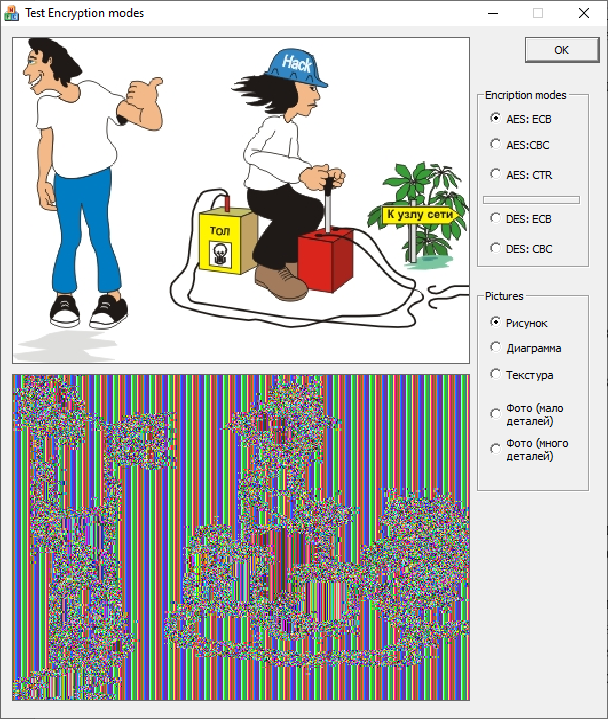 Test Encryption modes
OK
Hack
ТОЛ
К узлу сети
Encription modes
AES: ECB
AES:CBC
AES: CTR
DES: ECB
DES: CBC
Pictures
Рисунок
Диаграмма
Текстура
Фото (мало
деталей)
Фото (много
деталей)